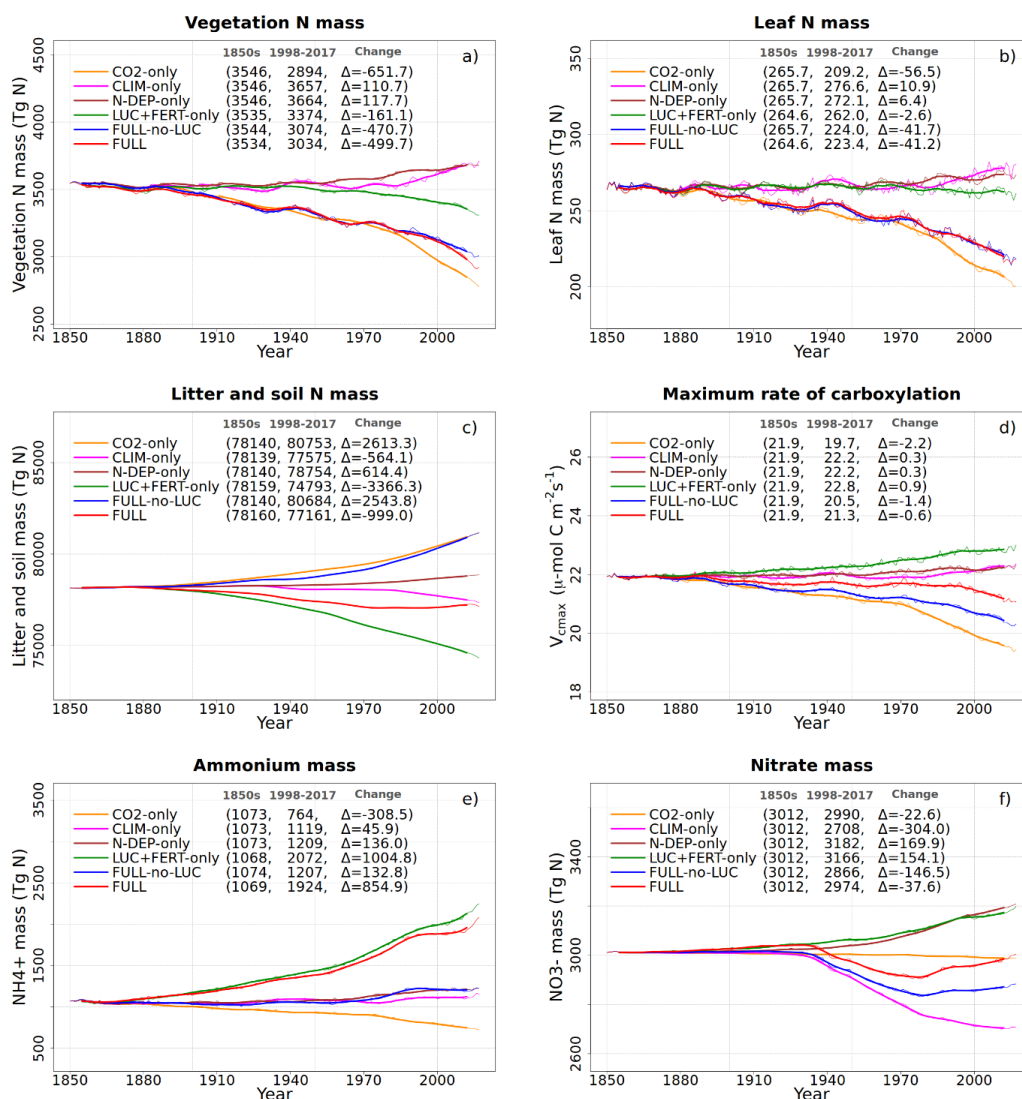 Vegetation N mass
1850s 1998-2017 Change
a)
CO2-only (3546, 2894, Δ=-651.7)
CLIM-only (3546, 3657, Δ=110.7)
N-DEP-only (3546, 3664, Δ=117.7)
LUC+FERT-only (3535, 3374, Δ=-161.1)
FULL-no-LUC (3544, 3074, Δ=-470.7)
FULL (3534, 3034, Δ=-499.7)
Vegetation N mass (Tg N)
4500
4000
3500
3000
2500
1850 1880 1910 1940 1970 2000
Year
Leaf N mass
1850s 1998-2017 Change
b)
CO2-only (265.7, 209.2, Δ=-56.5)
CLIM-only (265.7, 276.6, Δ=10.9)
N-DEP-only (265.7, 272.1, Δ=6.4)
LUC+FERT-only (264.6, 262.0, Δ=-2.6)
FULL-no-LUC (265.7, 224.0, Δ=-41.7)
FULL (264.6, 223.4, Δ=-41.2)
Leaf N mass (Tg N)
350
300
250
200
1850 1880 1910 1940 1970 2000
Year
Litter and soil N mass
1850s 1998-2017 Change
c)
CO2-only (78140, 80753, Δ=2613.3)
CLIM-only (78139, 77575, Δ=-564.1)
N-DEP-only (78140, 78754, Δ=614.4)
LUC+FERT-only (78159, 74793, Δ=-3366.3)
FULL-no-LUC (78140, 80684, Δ=2543.8)
FULL (78160, 77161, Δ=-999.0)
Litter and soil mass (Tg N)
85000
80000
75000
1850 1880 1910 1940 1970 2000
Year
Maximum rate of carboxylation
1850s 1998-2017 Change
d)
CO2-only (21.9, 19.7, Δ=-2.2)
CLIM-only (21.9, 22.2, Δ=0.3)
N-DEP-only (21.9, 22.2, Δ=0.3)
LUC+FERT-only (21.9, 22.8, Δ=0.9)
FULL-no-LUC (21.9, 20.5, Δ=-1.4)
FULL (21.9, 21.3, Δ=-0.6)
Vcmax (μ-mol C m⁻²s⁻¹)
26
24
22
20
18
1850 1880 1910 1940 1970 2000
Year
Ammonium mass
1850s 1998-2017 Change
e)
CO2-only (1073, 764, Δ=-308.5)
CLIM-only (1073, 1119, Δ=45.9)
N-DEP-only (1073, 1209, Δ=136.0)
LUC+FERT-only (1068, 2072, Δ=1004.8)
FULL-no-LUC (1074, 1207, Δ=132.8)
FULL (1069, 1924, Δ=854.9)
NH4+ mass (Tg N)
3500
2500
1500
500
1850 1880 1910 1940 1970 2000
Year
Nitrate mass
1850s 1998-2017 Change
f)
CO2-only (3012, 2990, Δ=-22.6)
CLIM-only (3012, 2708, Δ=-304.0)
N-DEP-only (3012, 3182, Δ=169.9)
LUC+FERT-only (3012, 3166, Δ=154.1)
FULL-no-LUC (3012, 2866, Δ=-146.5)
FULL (3012, 2974, Δ=-37.6)
NO3- mass (Tg N)
3400
3000
2600
1850 1880 1910 1940 1970 2000
Year